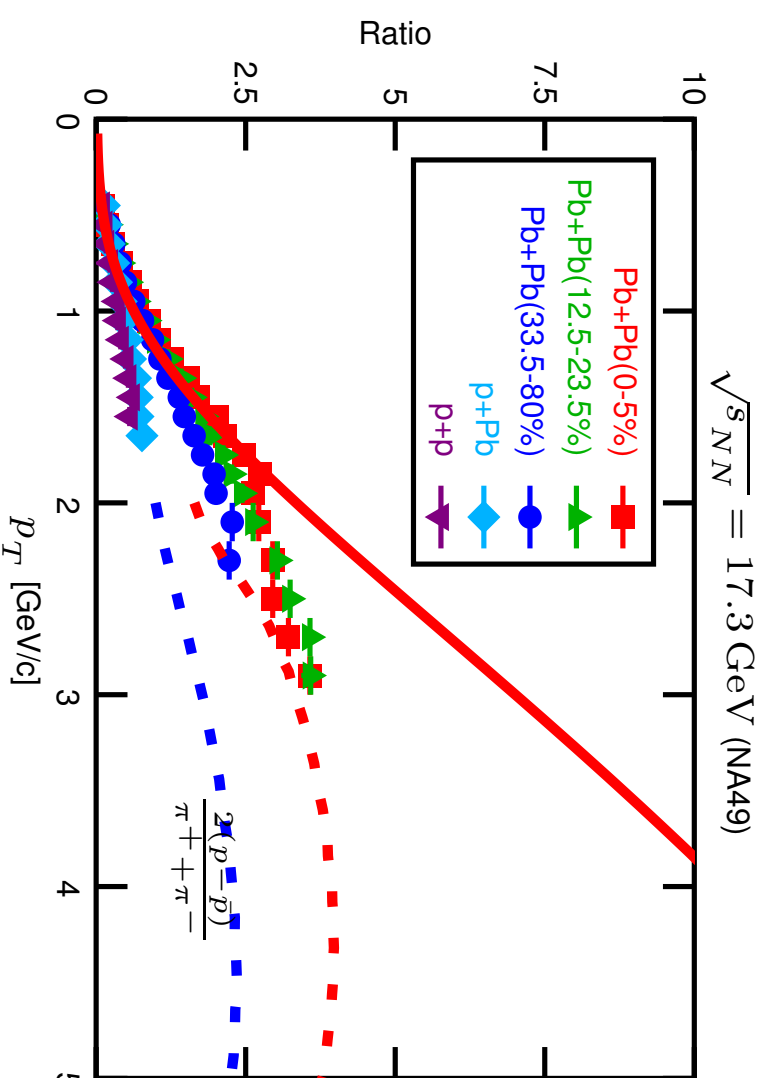 √s_NN = 17.3 GeV (NA49)
Ratio
10
7.5
5
2.5
0
Pb+Pb(0-5%)
Pb+Pb(12.5-23.5%)
Pb+Pb(33.5-80%)
p+Pb
p+p
2(p−p̄)
π⁺+π⁻
0
1
2
3
4
5
p_T [GeV/c]